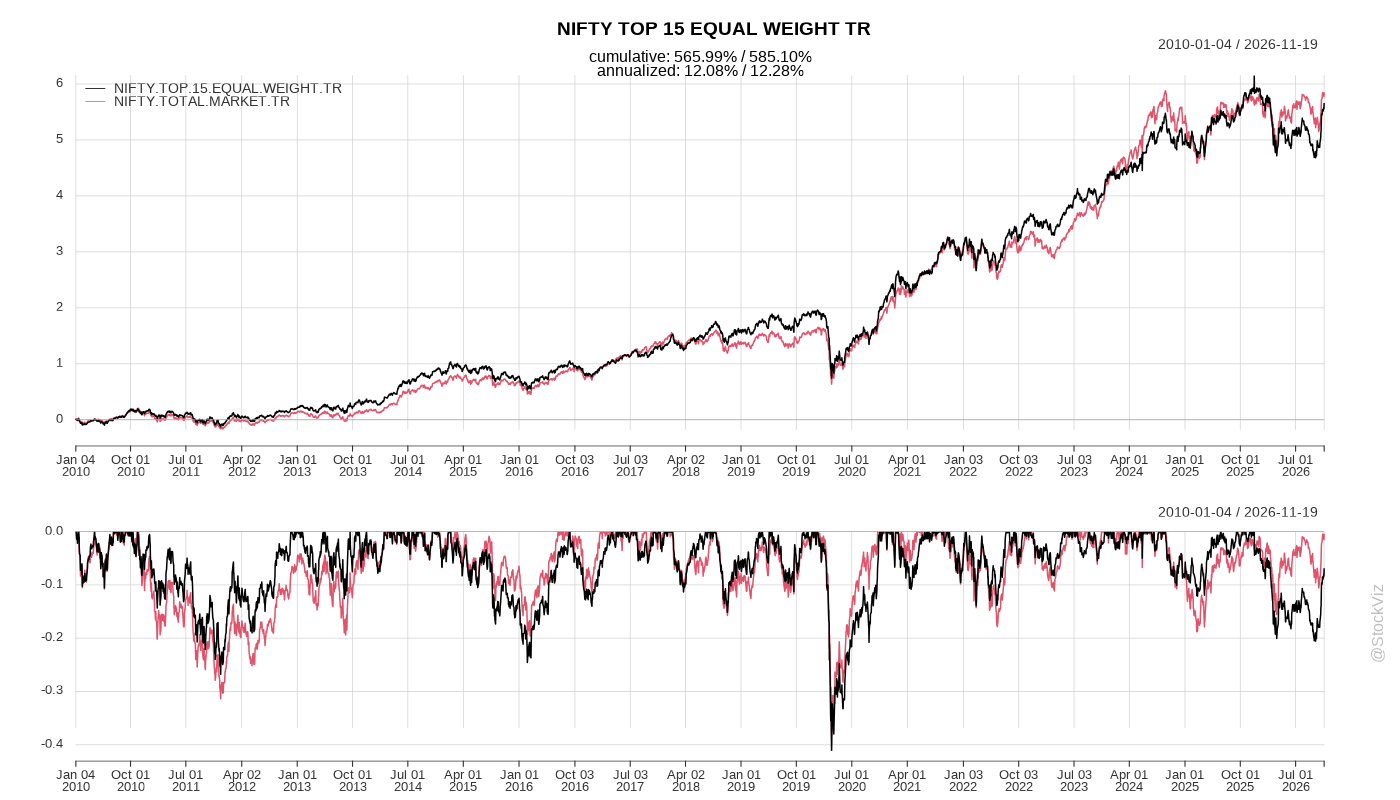 NIFTY TOP 15 EQUAL WEIGHT TR
2010-01-04 / 2026-11-19
cumulative: 565.99% / 585.10%
annualized: 12.08% / 12.28%
NIFTY.TOP.15.EQUAL.WEIGHT.TR
NIFTY.TOTAL.MARKET.TR
6
5
4
3
2
1
0
Jan 04 Oct 01 Jul 01 Apr 02 Jan 01 Oct 01 Jul 01 Apr 01 Jan 01 Oct 03 Jul 03 Apr 02 Jan 01 Oct 01 Jul 01 Apr 01 Jan 03 Oct 03 Jul 03 Apr 01 Jan 01 Oct 01 Jul 01
2010 2010 2011 2012 2013 2013 2014 2015 2016 2016 2017 2018 2019 2019 2020 2021 2022 2022 2023 2024 2025 2025 2026
2010-01-04 / 2026-11-19
0.0
-0.1
-0.2
-0.3
-0.4
Jan 04 Oct 01 Jul 01 Apr 02 Jan 01 Oct 01 Jul 01 Apr 01 Jan 01 Oct 03 Jul 03 Apr 02 Jan 01 Oct 01 Jul 01 Apr 01 Jan 03 Oct 03 Jul 03 Apr 01 Jan 01 Oct 01 Jul 01
2010 2010 2011 2012 2013 2013 2014 2015 2016 2016 2017 2018 2019 2019 2020 2021 2022 2022 2023 2024 2025 2025 2026
@StockViz